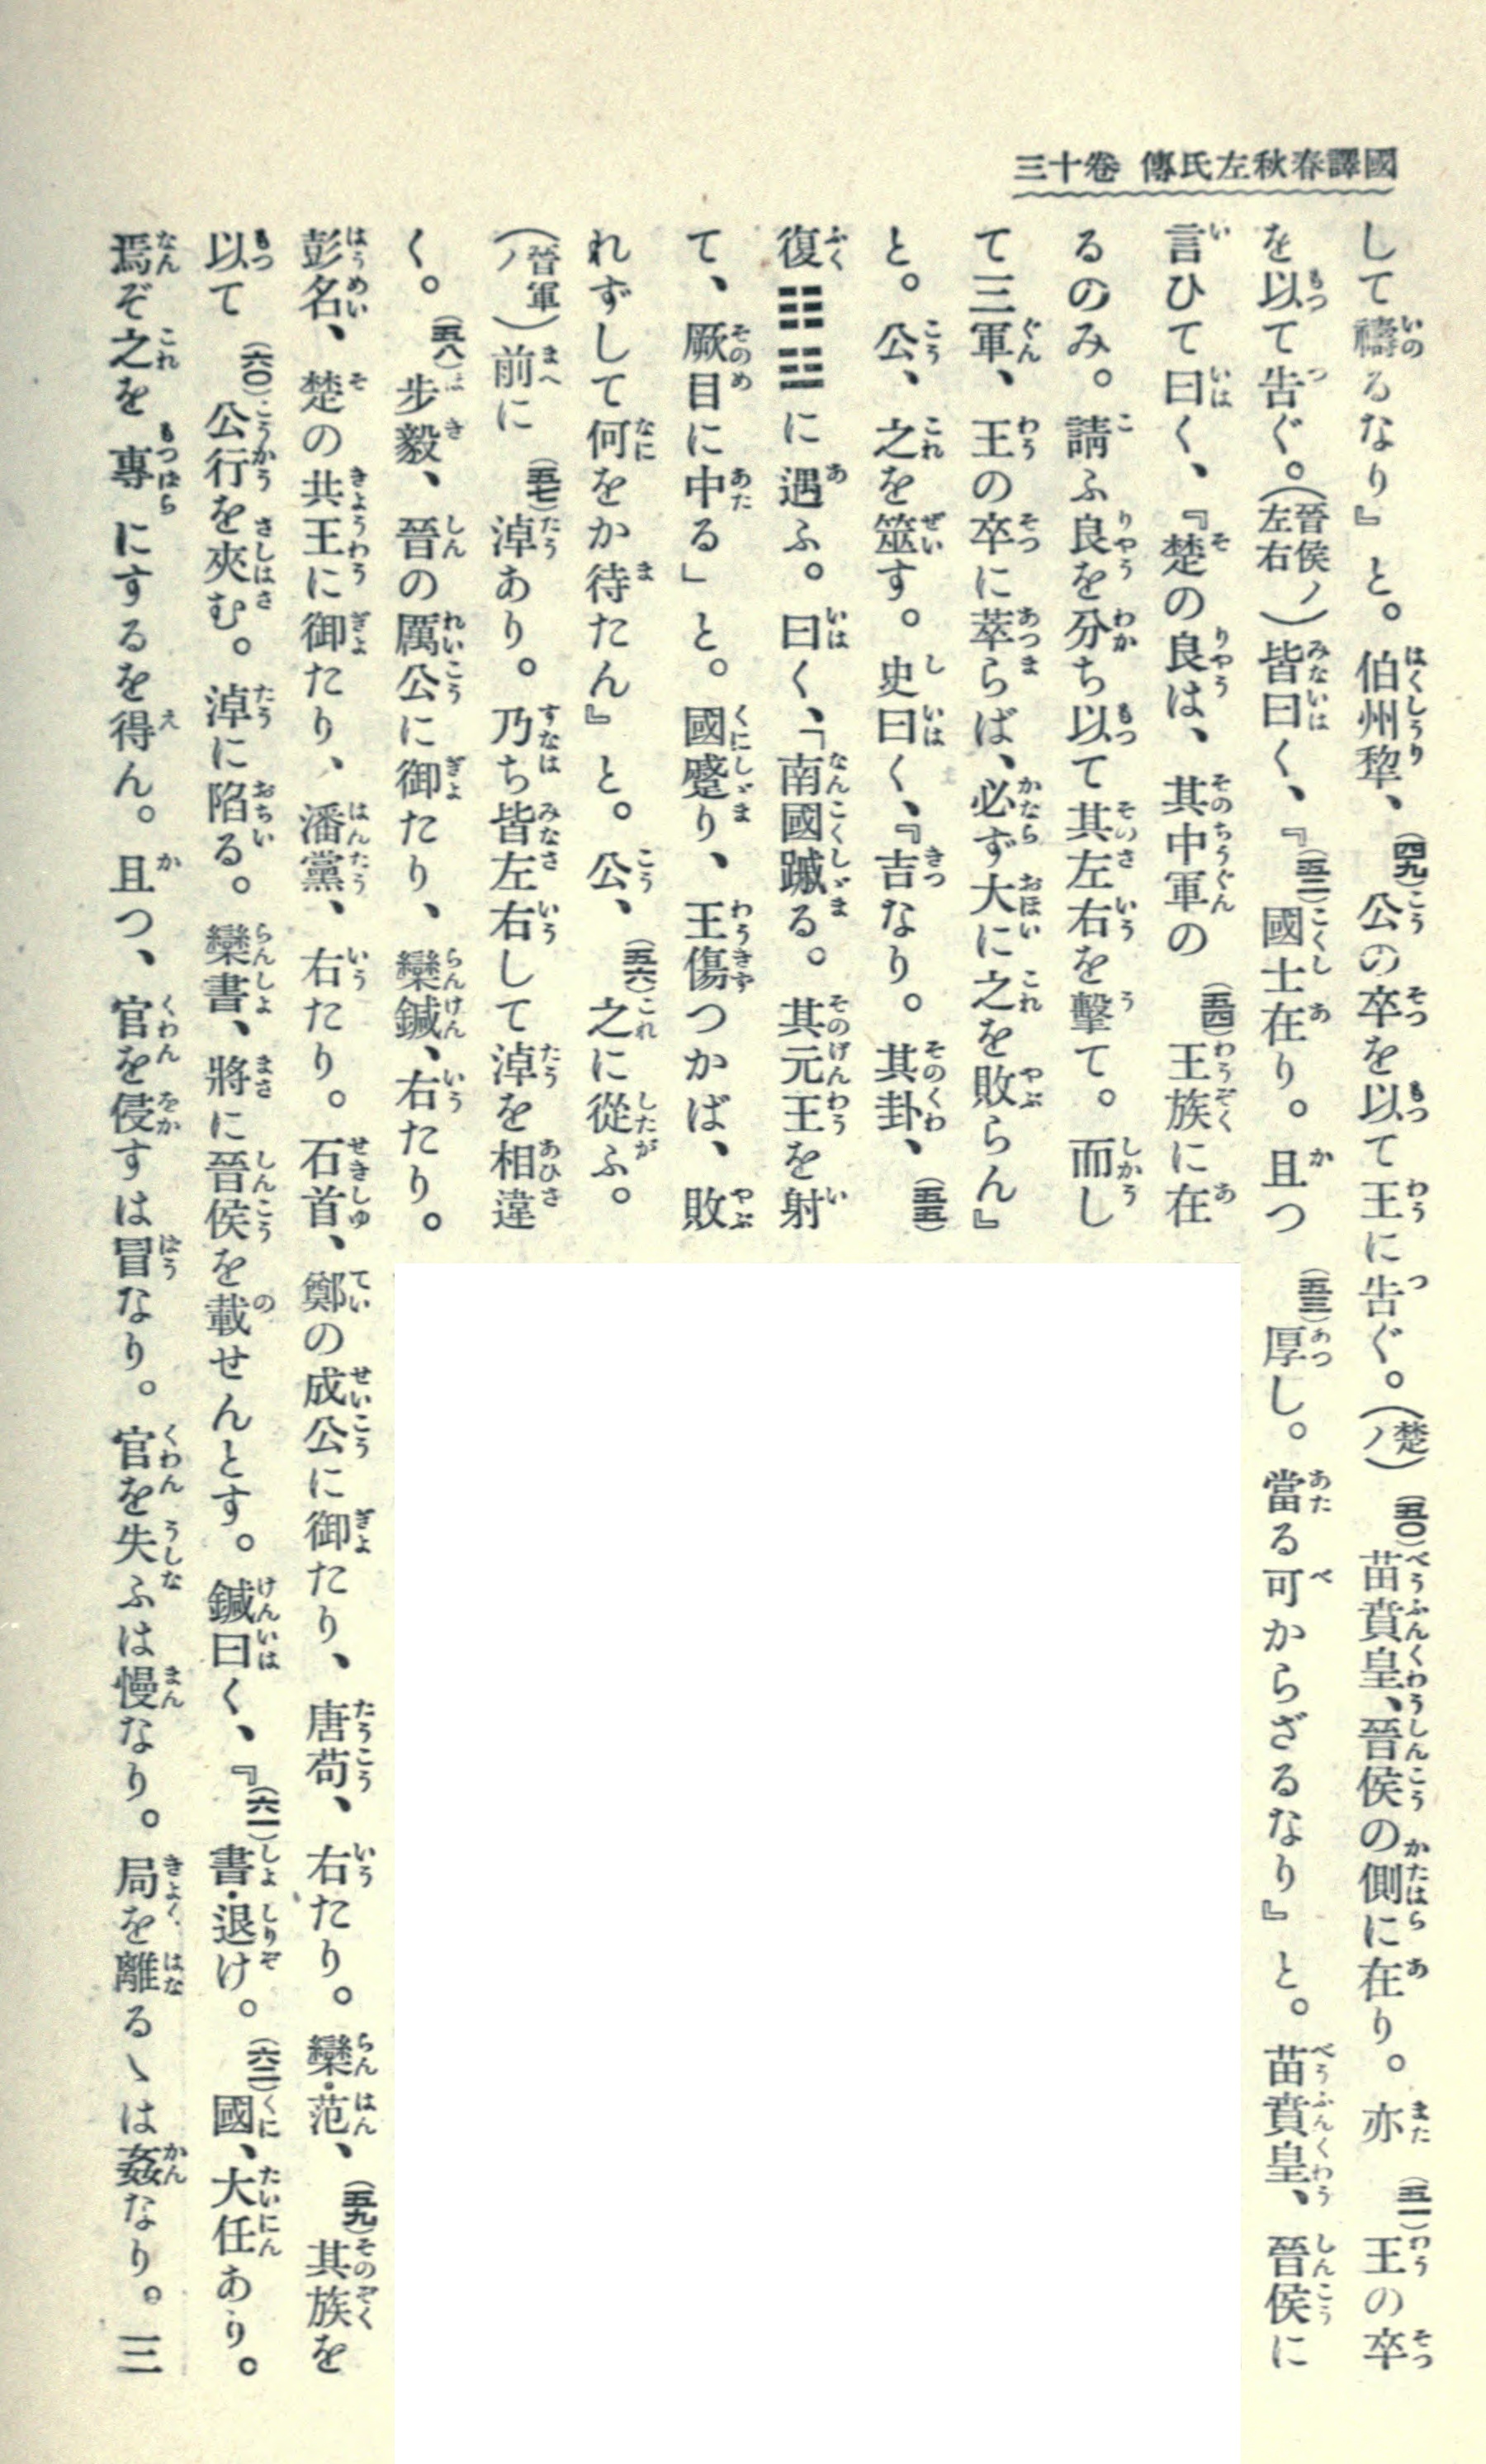 國譯春秋左氏傳 卷十三
して禱るなり』と。伯州犂、(四九)公の卒を以て王に告ぐ。(楚ノ)(五〇)苗賁皇、晉侯の側に在り。亦(五一)王の卒
を以て告ぐ。(晉侯ノ左右)皆曰く、『(五二)國士在り。且つ(五三)厚し。當る可からざるなり』と。苗賁皇、晉侯に
言ひて曰く、『楚の良は、其中軍の(五四)王族に在
るのみ。請ふ良を分ち以て其左右を擊て。而し
て三軍、王の卒に萃らば、必ず大に之を敗らん』
と。公、之を筮す。史曰く、『吉なり。其卦、(五五)
復䷗に遇ふ。曰く、「南國䠞る。其元王を射
て、厥目に中る」と。國蹙り、王傷つかば、敗
れずして何をか待たん』と。公、(五六)之に從ふ。
(晉軍ノ)前に(五七)淖あり。乃ち皆左右して淖を相違
く。(五八)步毅、晉の厲公に御たり、欒鍼、右たり。
彭名、楚の共王に御たり、潘黨、右たり。石首、鄭の成公に御たり、唐苟、右たり。欒・范、(五九)其族を
以て(六〇)公行を夾む。淖に陷る。欒書、將に晉侯を載せんとす。鍼曰く、『(六一)書・退け。(六二)國、大任あり。
焉ぞ之を專にするを得ん。且つ、官を侵すは冒なり。官を失ふは慢なり。局を離るゝは姦なり。三